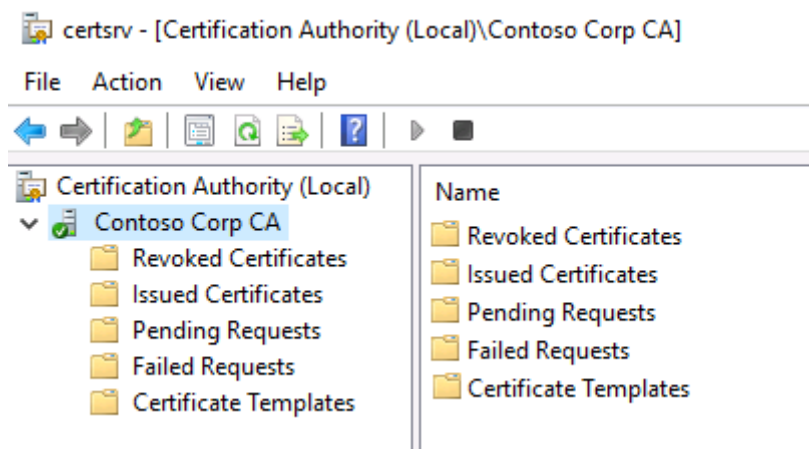 certsrv - [Certification Authority (Local)\Contoso Corp CA]
File Action View Help
Certification Authority (Local)
Contoso Corp CA
Revoked Certificates
Issued Certificates
Pending Requests
Failed Requests
Certificate Templates
Name
Revoked Certificates
Issued Certificates
Pending Requests
Failed Requests
Certificate Templates